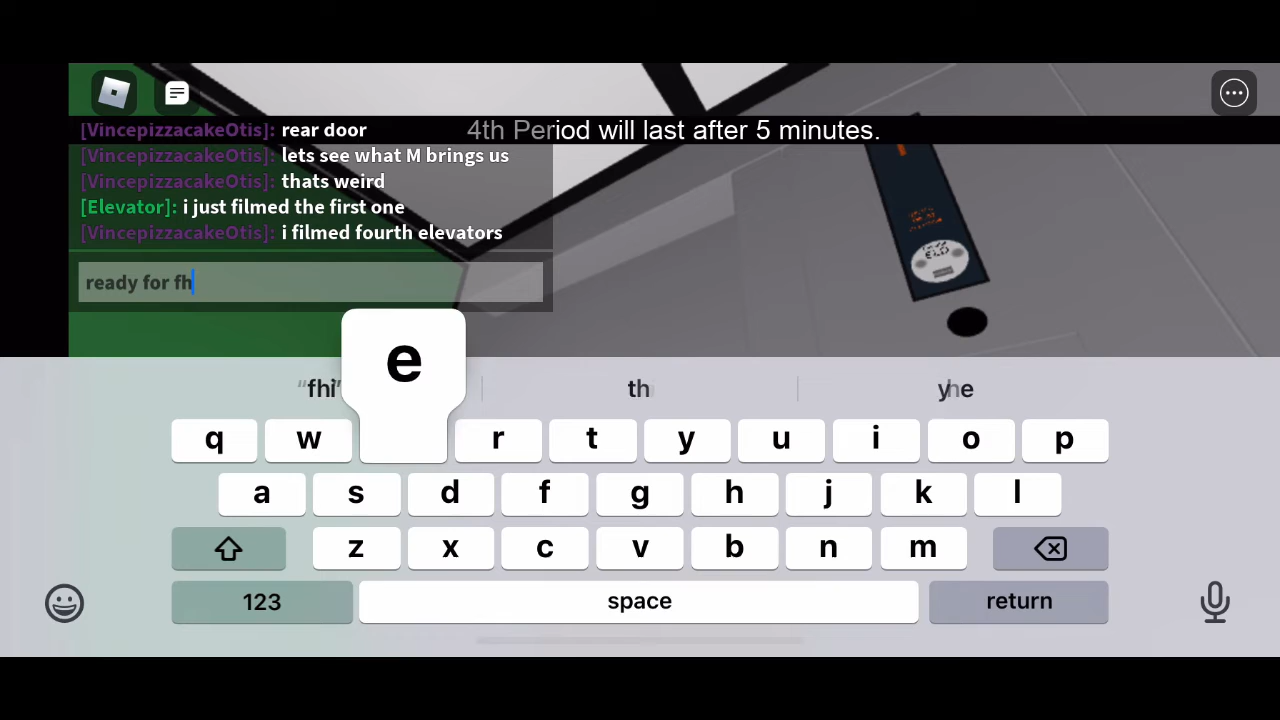 4th Period will last after 5 minutes.
[VincepizzacakeOtis]: rear door
[VincepizzacakeOtis]: lets see what M brings us
[VincepizzacakeOtis]: thats weird
[Elevator]: i just filmed the first one
[VincepizzacakeOtis]: i filmed fourth elevators
ready for fh
e
“fhi” th yhe
q w r t y u i o p
a s d f g h j k l
z x c v b n m
123 space return